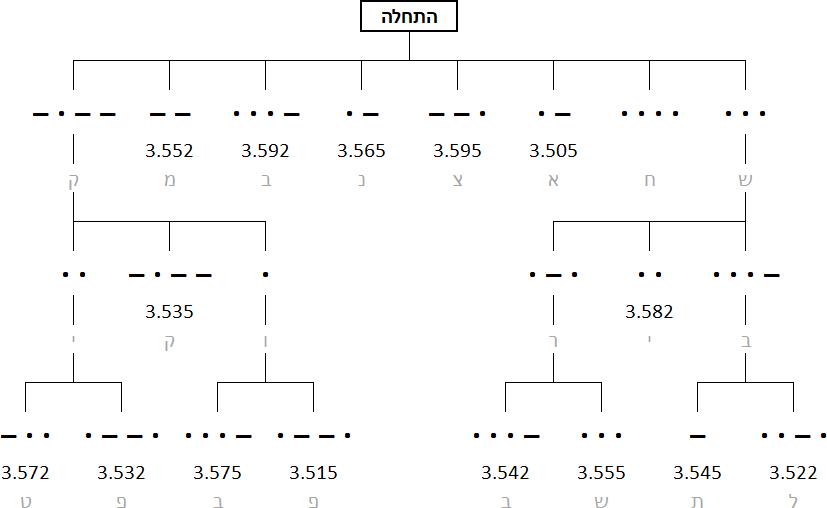 התחלה
· · ·   · · · ·   · –   – – ·   · –   · · · –   – –   – · – –
3.505 3.595 3.565 3.592 3.552
ש ח א צ נ ב מ ק
· · · –   · ·   · – ·   ·   – · – –   · ·
3.582 3.535
ב י ר ו ק י
· · – ·   –   · · ·   · · · –   · – – ·   · · · –   · – – ·   – · ·
3.522 3.545 3.555 3.542 3.515 3.575 3.532 3.572
ל ת ש ב פ ב פ ט